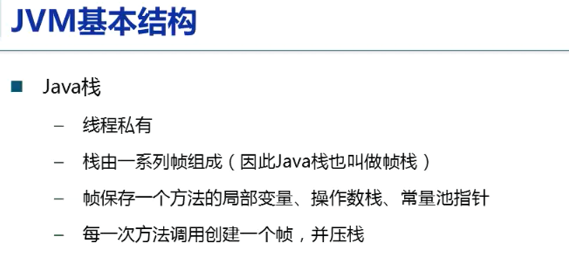 JVM基本结构
Java栈
– 线程私有
– 栈由一系列帧组成（因此Java栈也叫做帧栈）
– 帧保存一个方法的局部变量、操作数栈、常量池指针
– 每一次方法调用创建一个帧，并压栈